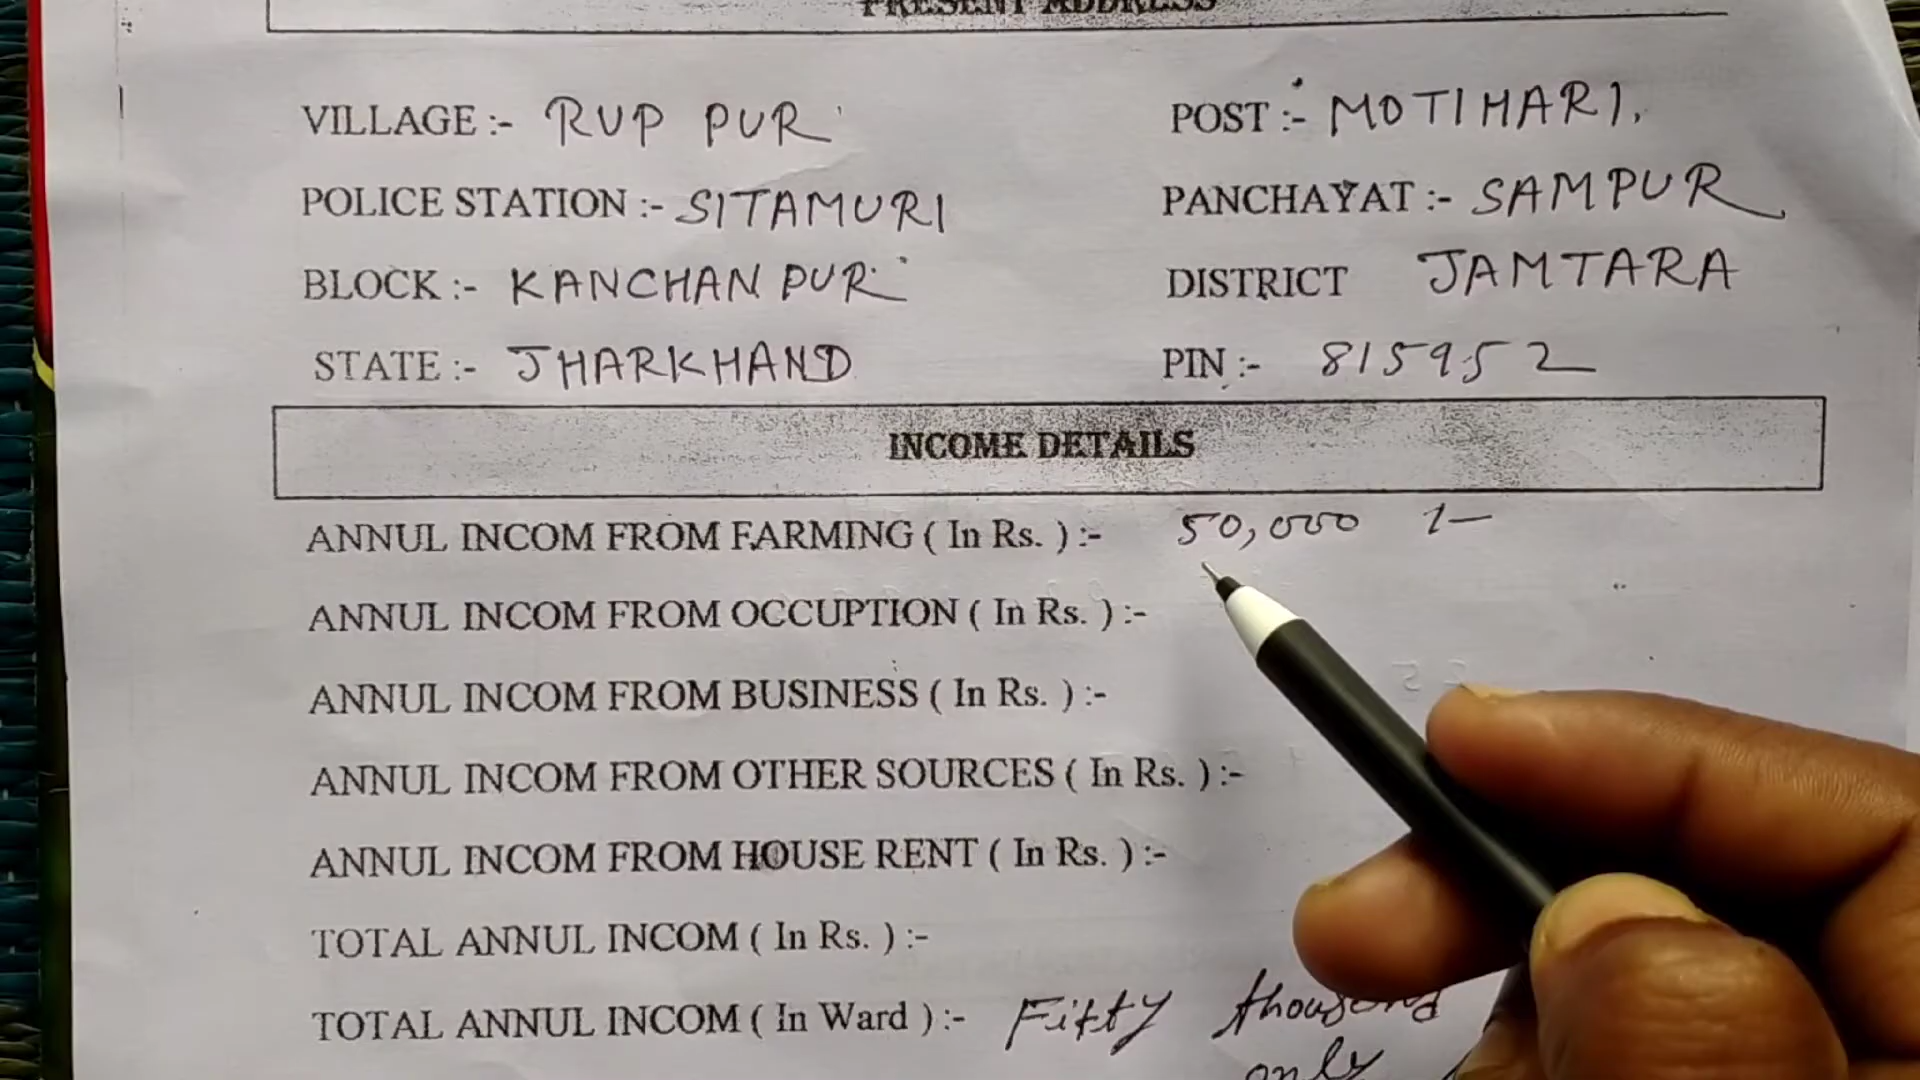 PRESENT ADDRESS
VILLAGE :- RUP PUR POST :- MOTIHARI.
POLICE STATION :- SITAMURI PANCHAYAT :- SAMPUR
BLOCK :- KANCHAN PUR DISTRICT JAMTARA
STATE :- JHARKHAND PIN :- 815952
INCOME DETAILS
ANNUL INCOM FROM FARMING ( In Rs. ) :- 50,000 /-
ANNUL INCOM FROM OCCUPTION ( In Rs. ) :-
ANNUL INCOM FROM BUSINESS ( In Rs. ) :-
ANNUL INCOM FROM OTHER SOURCES ( In Rs. ) :-
ANNUL INCOM FROM HOUSE RENT ( In Rs. ) :-
TOTAL ANNUL INCOM ( In Rs. ) :-
TOTAL ANNUL INCOM ( In Ward ) :- Fifty thousand
only